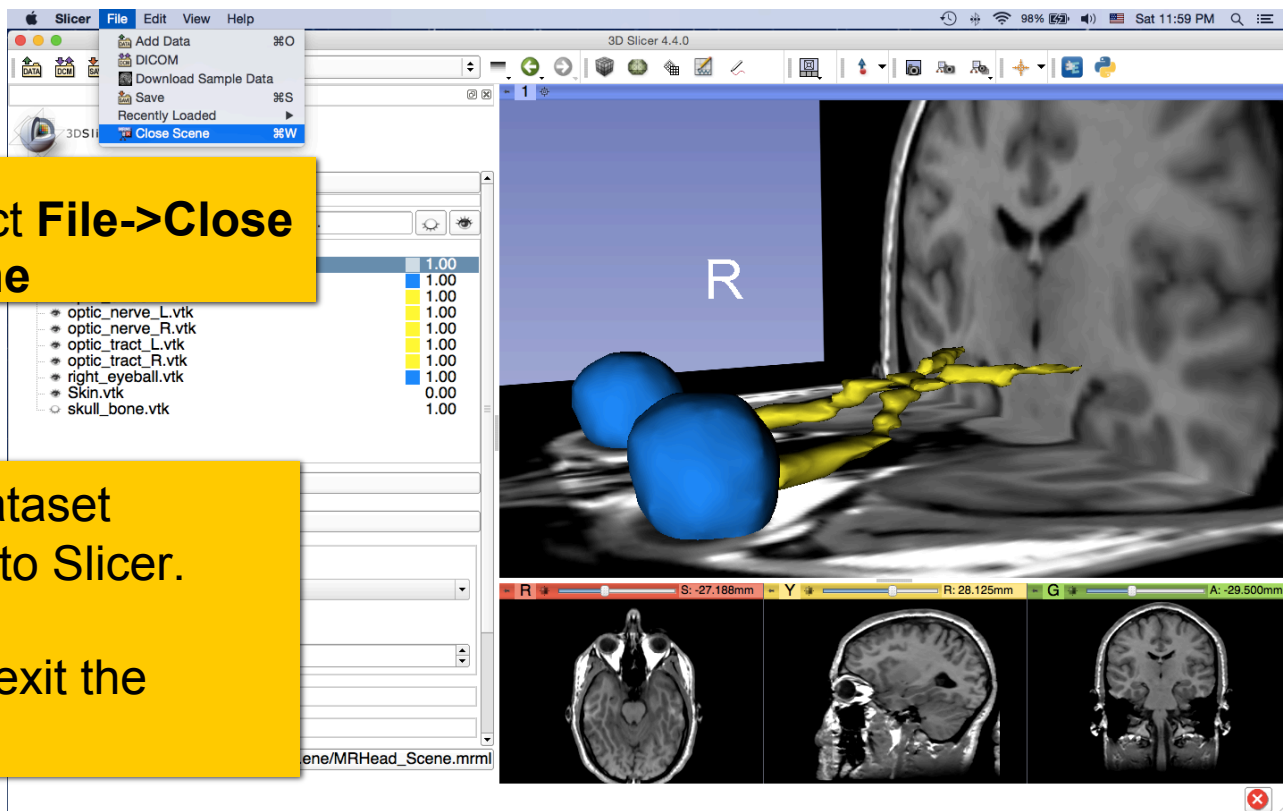 Slicer File Edit View Help 98% Sat 11:59 PM
3D Slicer 4.4.0
Add Data ⌘O
DICOM
Download Sample Data
Save ⌘S
Recently Loaded ▶
Close Scene ⌘W
DATA DCM
3DSli
1
ct File->Close
ne
1.00
1.00
1.00
optic_nerve_L.vtk 1.00
optic_nerve_R.vtk 1.00
optic_tract_L.vtk 1.00
optic_tract_R.vtk 1.00
right_eyeball.vtk 1.00
Skin.vtk 0.00
skull_bone.vtk 1.00
R
ataset
to Slicer.
exit the
ene/MRHead_Scene.mrml
R S: -27.188mm
Y R: 28.125mm
G A: -29.500mm